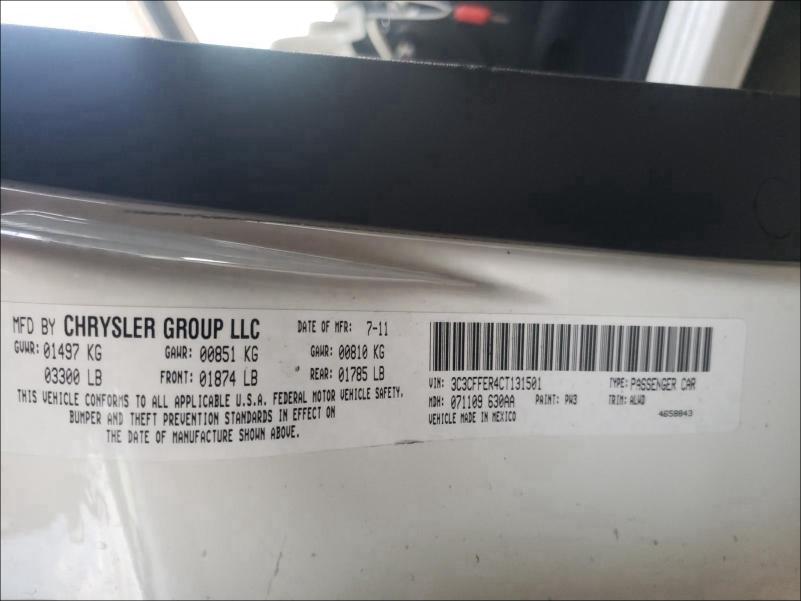 MFD BY CHRYSLER GROUP LLC DATE OF MFR: 7-11
GVWR: 01497 KG GAWR: 00851 KG GAWR: 00810 KG
03300 LB FRONT: 01874 LB REAR: 01785 LB
THIS VEHICLE CONFORMS TO ALL APPLICABLE U.S.A. FEDERAL MOTOR VEHICLE SAFETY,
BUMPER AND THEFT PREVENTION STANDARDS IN EFFECT ON
THE DATE OF MANUFACTURE SHOWN ABOVE.
VIN: 3C3CFFER4CT131501 TYPE: PASSENGER CAR
MDH: 071109 630AA PAINT: PW3 TRIM: ALWD
VEHICLE MADE IN MEXICO 4658843